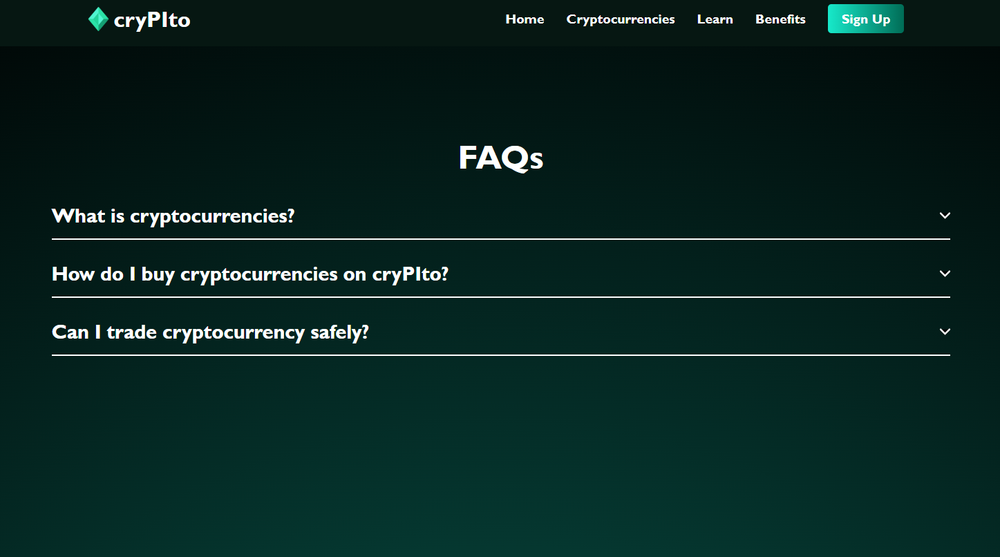 cryPIto
Home Cryptocurrencies Learn Benefits Sign Up
FAQs
What is cryptocurrencies?
How do I buy cryptocurrencies on cryPIto?
Can I trade cryptocurrency safely?